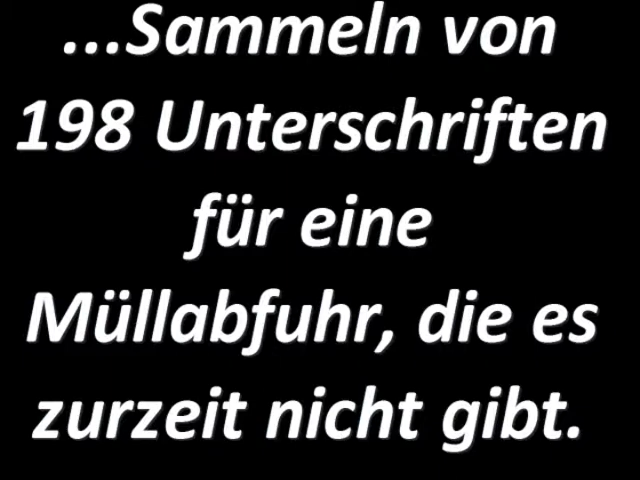 ...Sammeln von
198 Unterschriften
für eine
Müllabfuhr, die es
zurzeit nicht gibt.